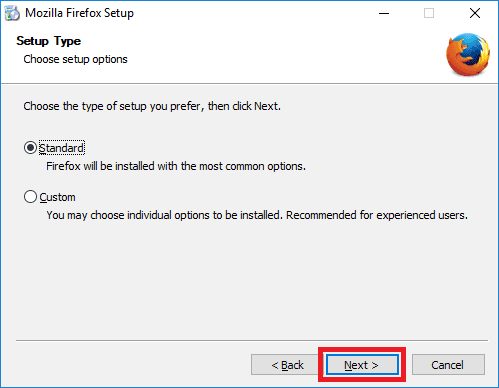 Mozilla Firefox Setup
Setup Type
Choose setup options
Choose the type of setup you prefer, then click Next.
Standard
Firefox will be installed with the most common options.
Custom
You may choose individual options to be installed. Recommended for experienced users.
< Back Next > Cancel